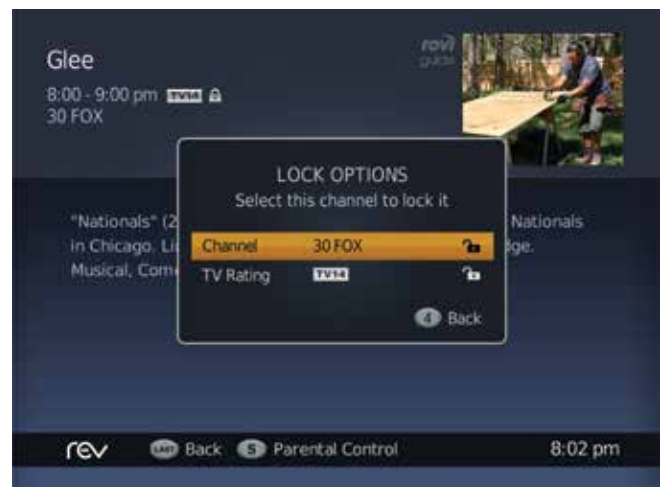 Glee
rovi
guide
8:00 - 9:00 pm TV14
30 FOX
LOCK OPTIONS
Select this channel to lock it
"Nationals" (2
Nationals
in Chicago. Li
dge.
Musical, Com
Channel 30 FOX
TV Rating TV14
4 Back
rev LAST Back 5 Parental Control 8:02 pm